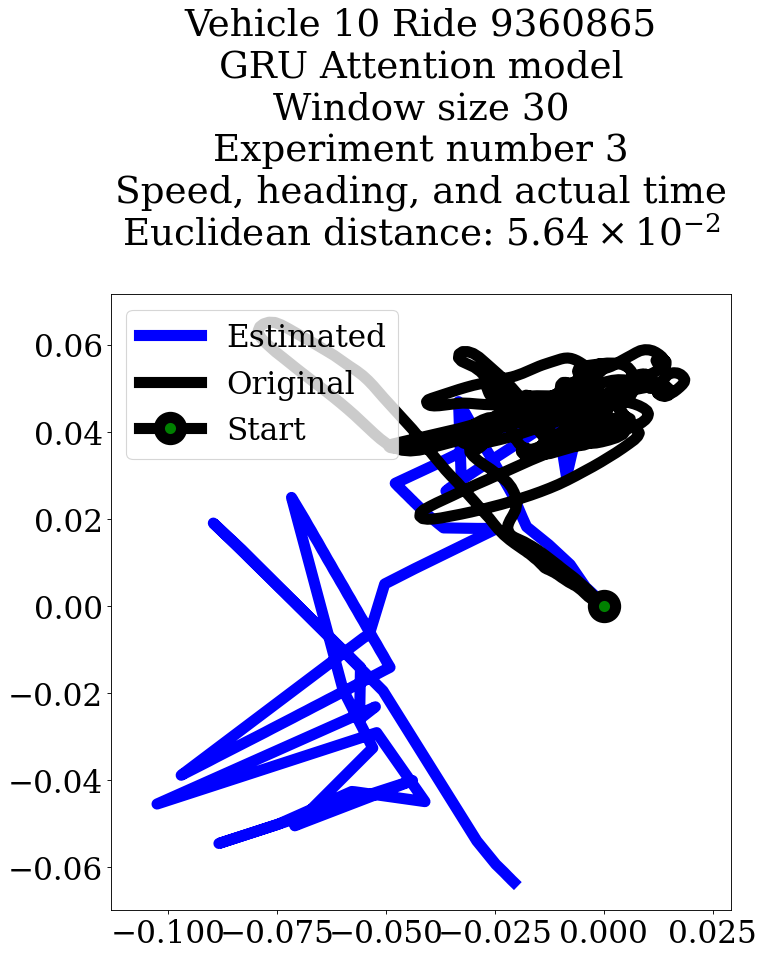 Vehicle 10 Ride 9360865
GRU Attention model
Window size 30
Experiment number 3
Speed, heading, and actual time
Euclidean distance: 5.64 × 10⁻²
Estimated
Original
Start
0.06
0.04
0.02
0.00
−0.02
−0.04
−0.06
−0.100 −0.075 −0.050 −0.025 0.000 0.025